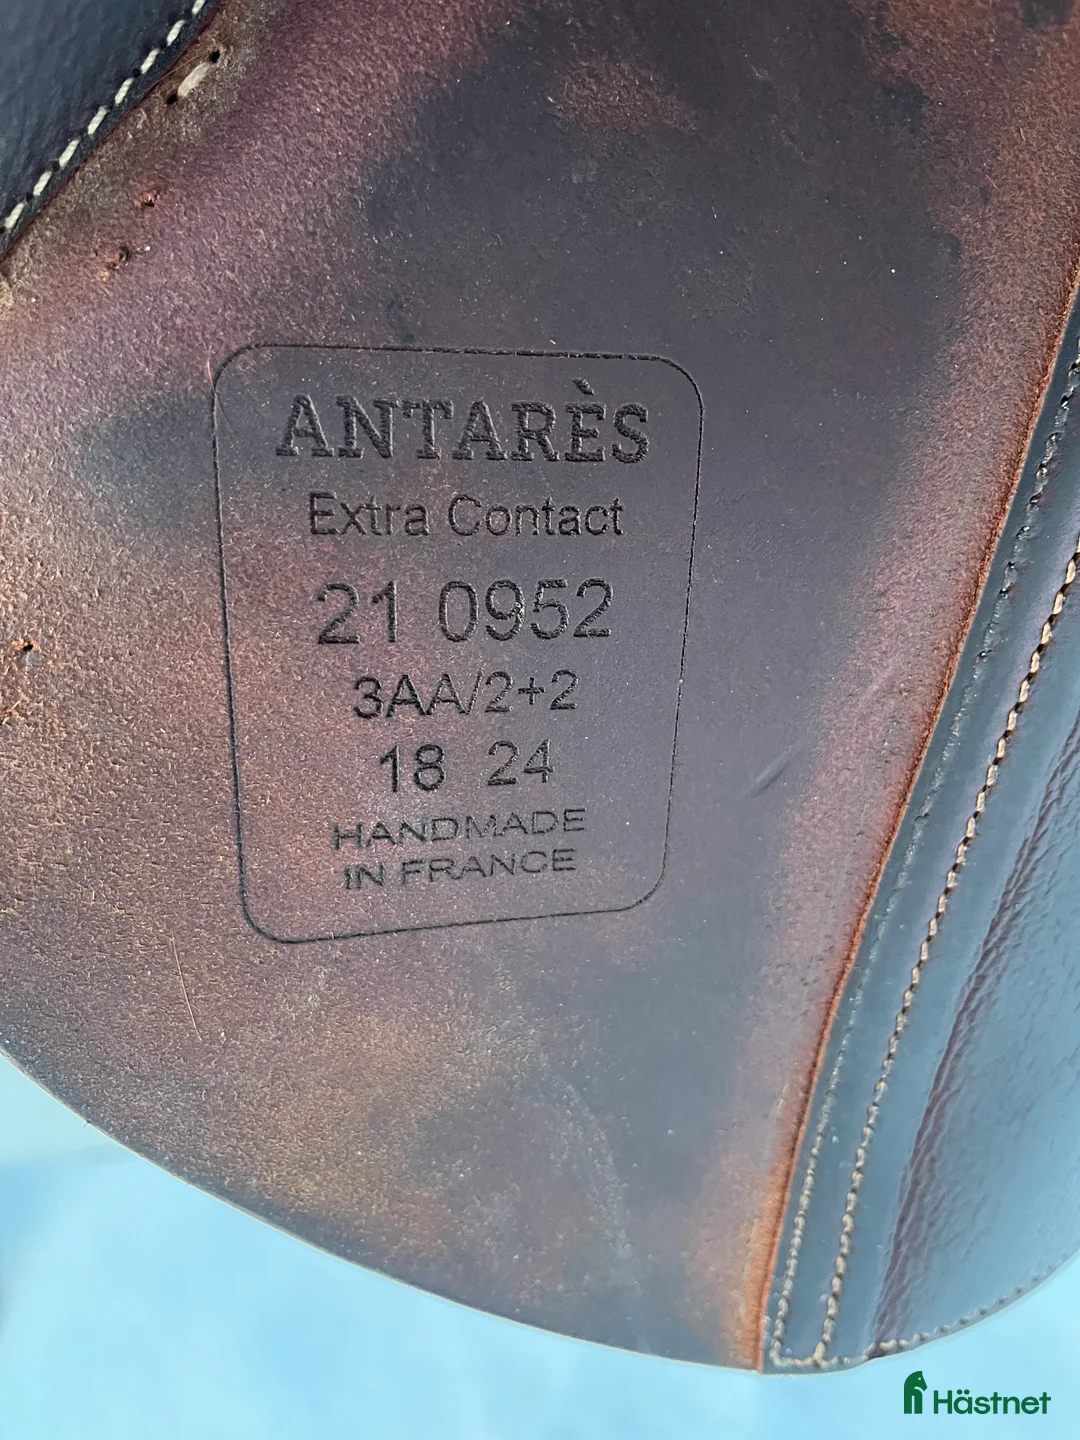 ANTARÈS
Extra Contact
21 0952
3AA/2+2
18 24
HANDMADE
IN FRANCE
Hästnet